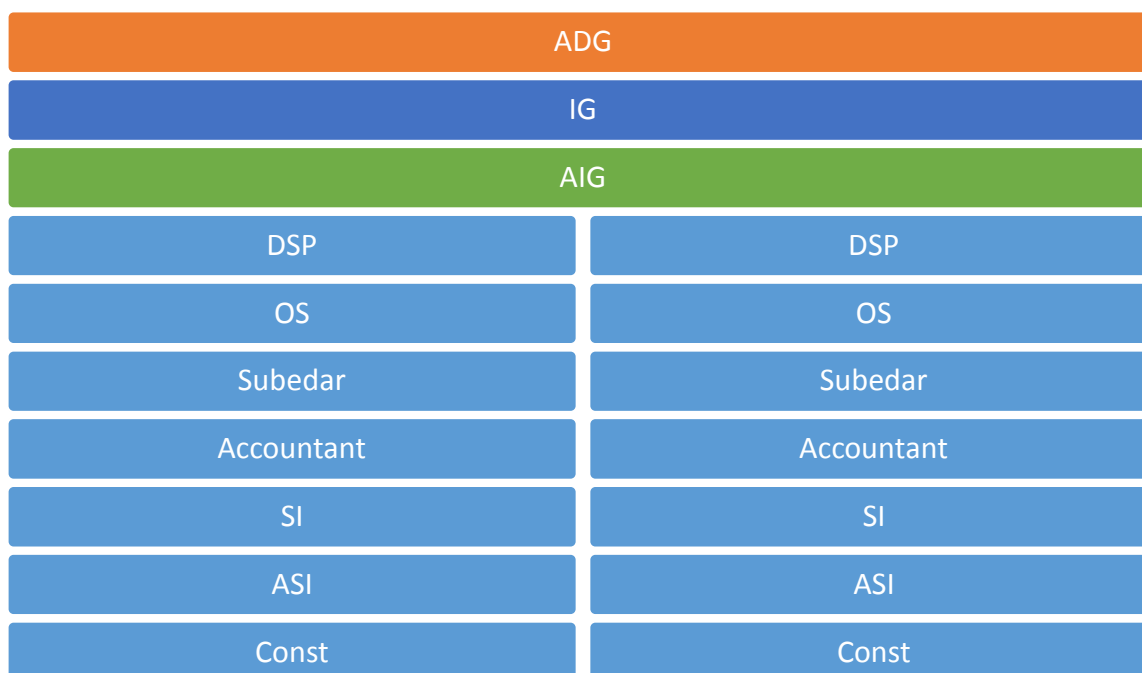 ADG
IG
AIG
DSP DSP
OS OS
Subedar Subedar
Accountant Accountant
SI SI
ASI ASI
Const Const